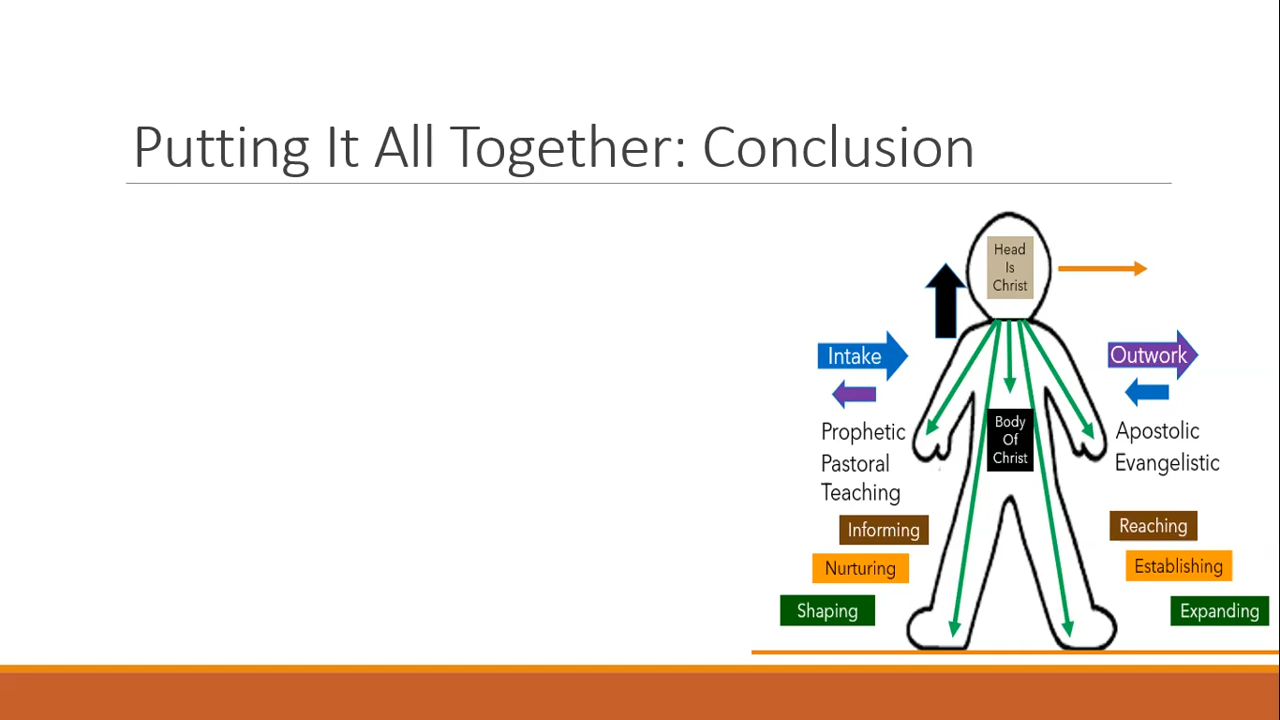 Putting It All Together: Conclusion
Head
Is
Christ
Intake
Outwork
Prophetic
Pastoral
Teaching
Body
Of
Christ
Apostolic
Evangelistic
Informing
Nurturing
Shaping
Reaching
Establishing
Expanding